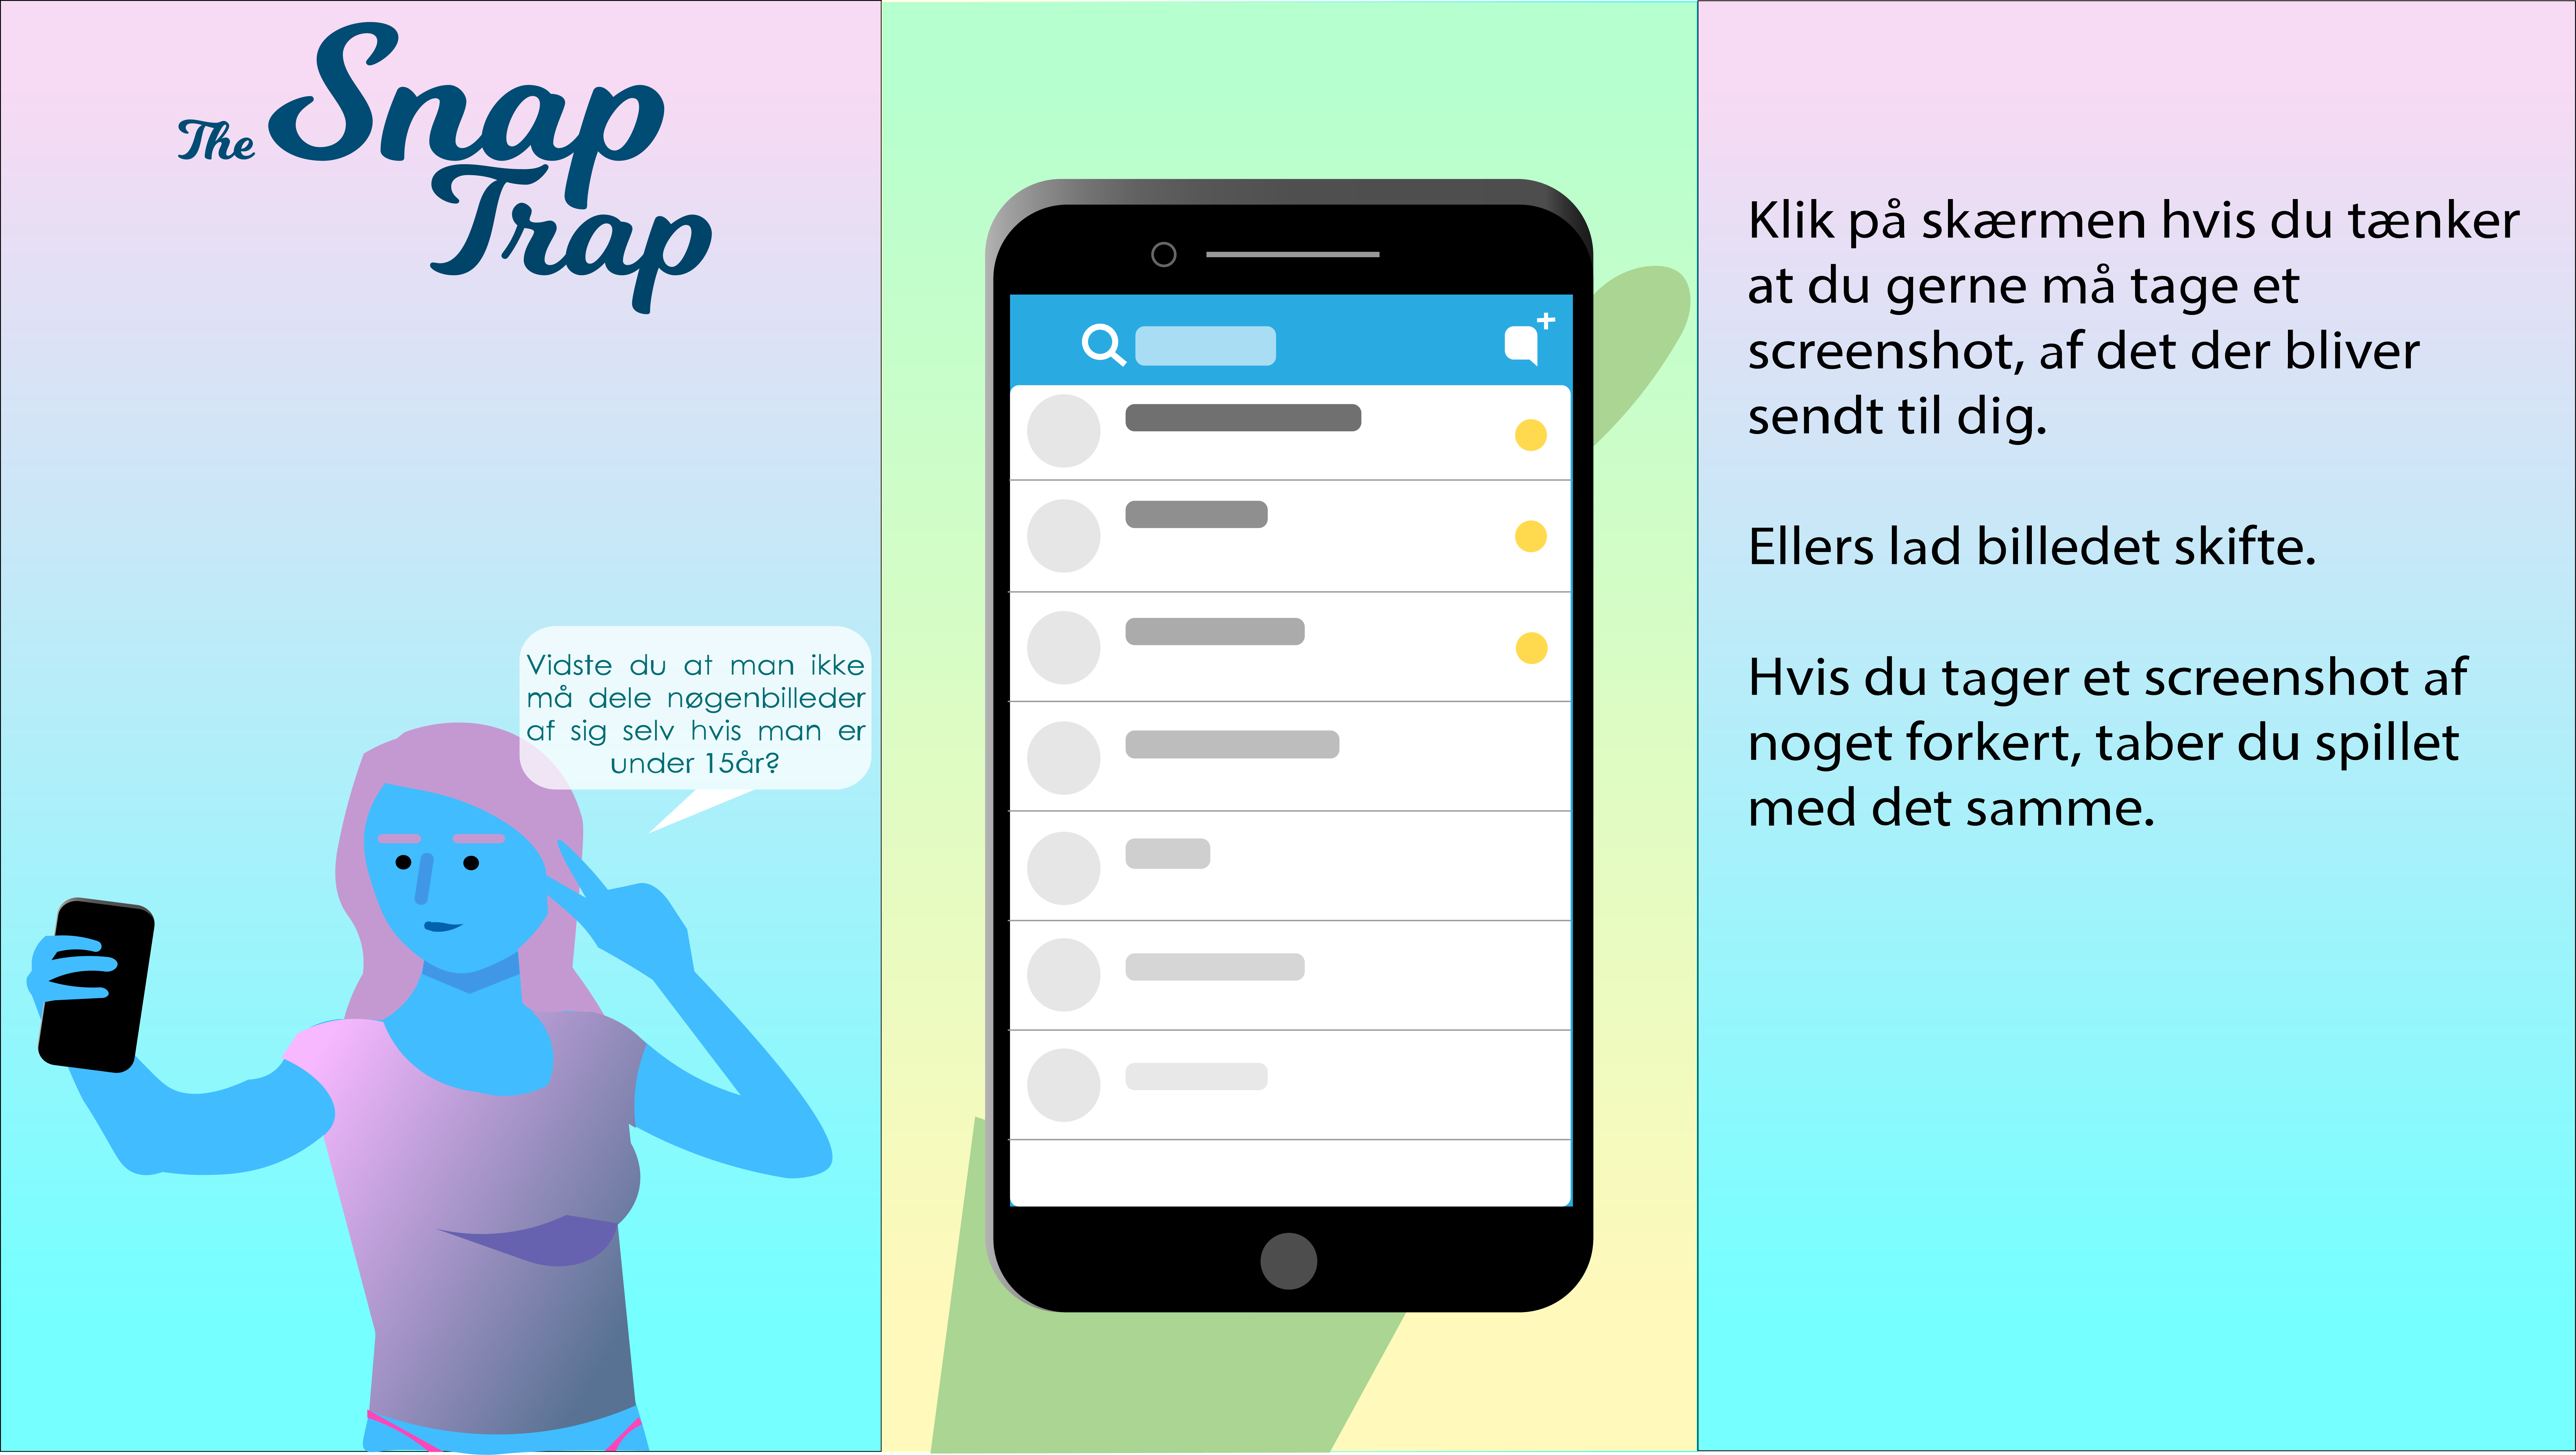 The Snap
Trap
Vidste du at man ikke
må dele nøgenbilleder
af sig selv hvis man er
under 15år?
Klik på skærmen hvis du tænker
at du gerne må tage et
screenshot, af det der bliver
sendt til dig.
Ellers lad billedet skifte.
Hvis du tager et screenshot af
noget forkert, taber du spillet
med det samme.